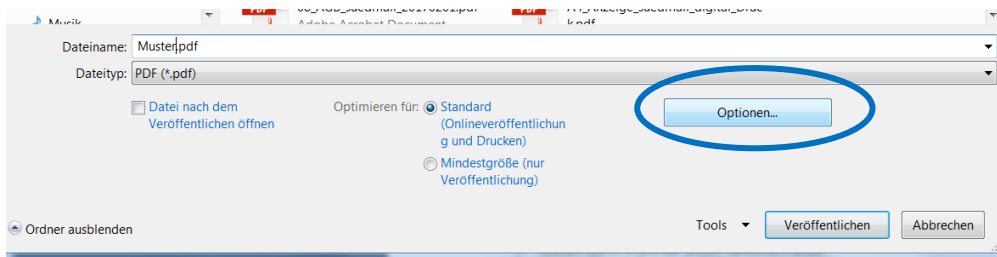 Musik
Adobe Acrobat Document
k.pdf
Dateiname: Muster.pdf
Dateityp: PDF (*.pdf)
Datei nach dem
Veröffentlichen öffnen
Optimieren für: Standard
(Onlineveröffentlichun
g und Drucken)
Mindestgröße (nur
Veröffentlichung)
Optionen...
Ordner ausblenden
Tools
Veröffentlichen
Abbrechen